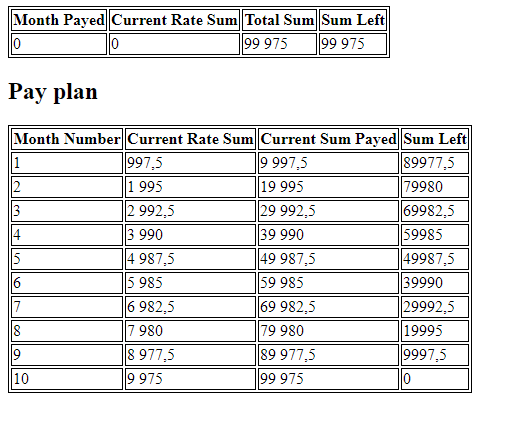 Month Payed Current Rate Sum Total Sum Sum Left
0 0 99 975 99 975
Pay plan
Month Number Current Rate Sum Current Sum Payed Sum Left
1 997,5 9 997,5 89977,5
2 1 995 19 995 79980
3 2 992,5 29 992,5 69982,5
4 3 990 39 990 59985
5 4 987,5 49 987,5 49987,5
6 5 985 59 985 39990
7 6 982,5 69 982,5 29992,5
8 7 980 79 980 19995
9 8 977,5 89 977,5 9997,5
10 9 975 99 975 0